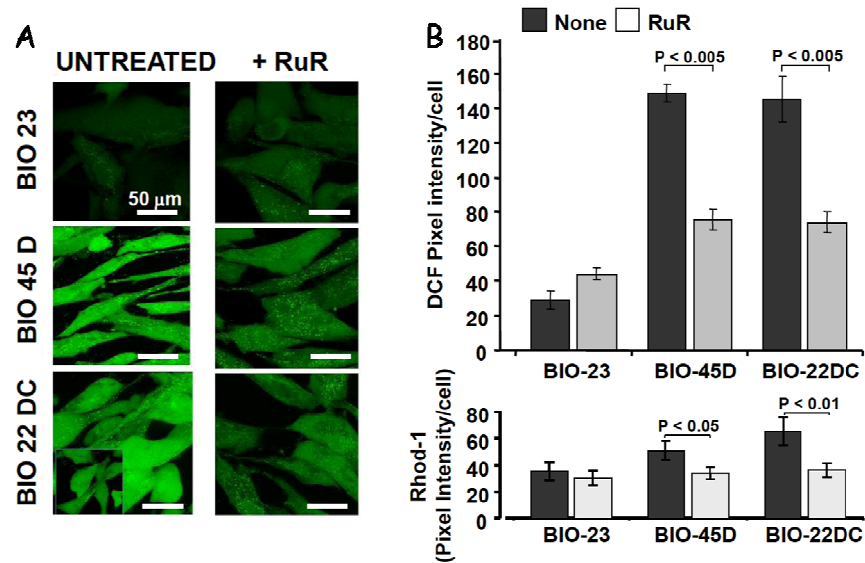 A
UNTREATED + RuR
BIO 23
50 µm
BIO 45 D
BIO 22 DC
B
None RuR
DCF Pixel intensity/cell
180
160
140
120
100
80
60
40
20
0
P < 0.005 P < 0.005
BIO-23 BIO-45D BIO-22DC
Rhod-1
(Pixel Intensity/cell)
80
60
40
20
0
P < 0.05 P < 0.01
BIO-23 BIO-45D BIO-22DC